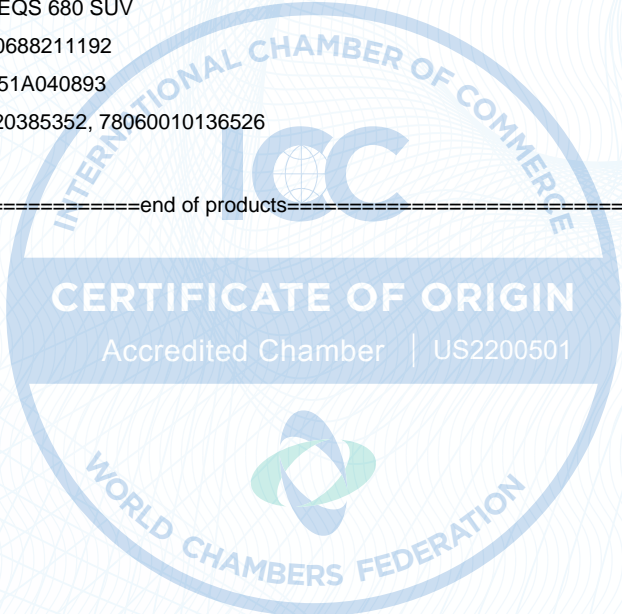 EQS 680 SUV
0688211192
51A040893
20385352, 78060010136526
============end of products===========================
INTERNATIONAL CHAMBER OF COMMERCE
ICC
CERTIFICATE OF ORIGIN
Accredited Chamber | US2200501
WORLD CHAMBERS FEDERATION